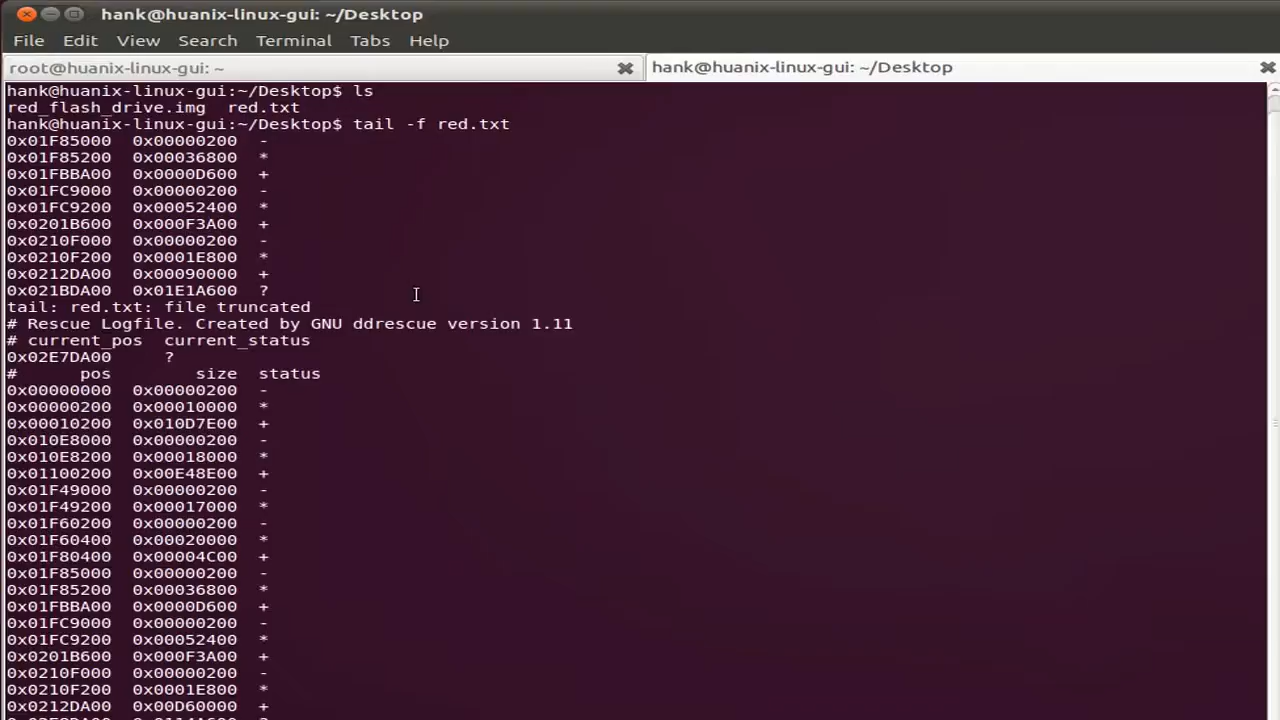 hank@huanix-linux-gui: ~/Desktop
File Edit View Search Terminal Tabs Help
root@huanix-linux-gui: ~
hank@huanix-linux-gui: ~/Desktop
hank@huanix-linux-gui:~/Desktop$ ls
red_flash_drive.img  red.txt
hank@huanix-linux-gui:~/Desktop$ tail -f red.txt
0x01F85000  0x00000200  -
0x01F85200  0x00036800  *
0x01FBBA00  0x0000D600  +
0x01FC9000  0x00000200  -
0x01FC9200  0x00052400  *
0x0201B600  0x000F3A00  +
0x0210F000  0x00000200  -
0x0210F200  0x0001E800  *
0x0212DA00  0x00090000  +
0x021BDA00  0x01E1A600  ?
tail: red.txt: file truncated
# Rescue Logfile. Created by GNU ddrescue version 1.11
# current_pos  current_status
0x02E7DA00     ?
#      pos        size  status
0x00000000  0x00000200  -
0x00000200  0x00010000  *
0x00010200  0x010D7E00  +
0x010E8000  0x00000200  -
0x010E8200  0x00018000  *
0x01100200  0x00E48E00  +
0x01F49000  0x00000200  -
0x01F49200  0x00017000  *
0x01F60200  0x00000200  -
0x01F60400  0x00020000  *
0x01F80400  0x00004C00  +
0x01F85000  0x00000200  -
0x01F85200  0x00036800  *
0x01FBBA00  0x0000D600  +
0x01FC9000  0x00000200  -
0x01FC9200  0x00052400  *
0x0201B600  0x000F3A00  +
0x0210F000  0x00000200  -
0x0210F200  0x0001E800  *
0x0212DA00  0x00D60000  +